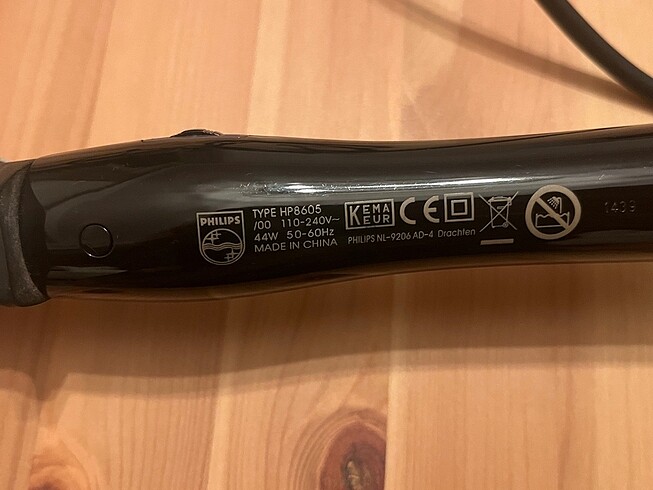 PHILIPS
TYPE HP8605
/00 110-240V~
44W 50-60Hz
MADE IN CHINA
KEMA
EUR
CE
PHILIPS NL-9206 AD-4 Drachten
1439